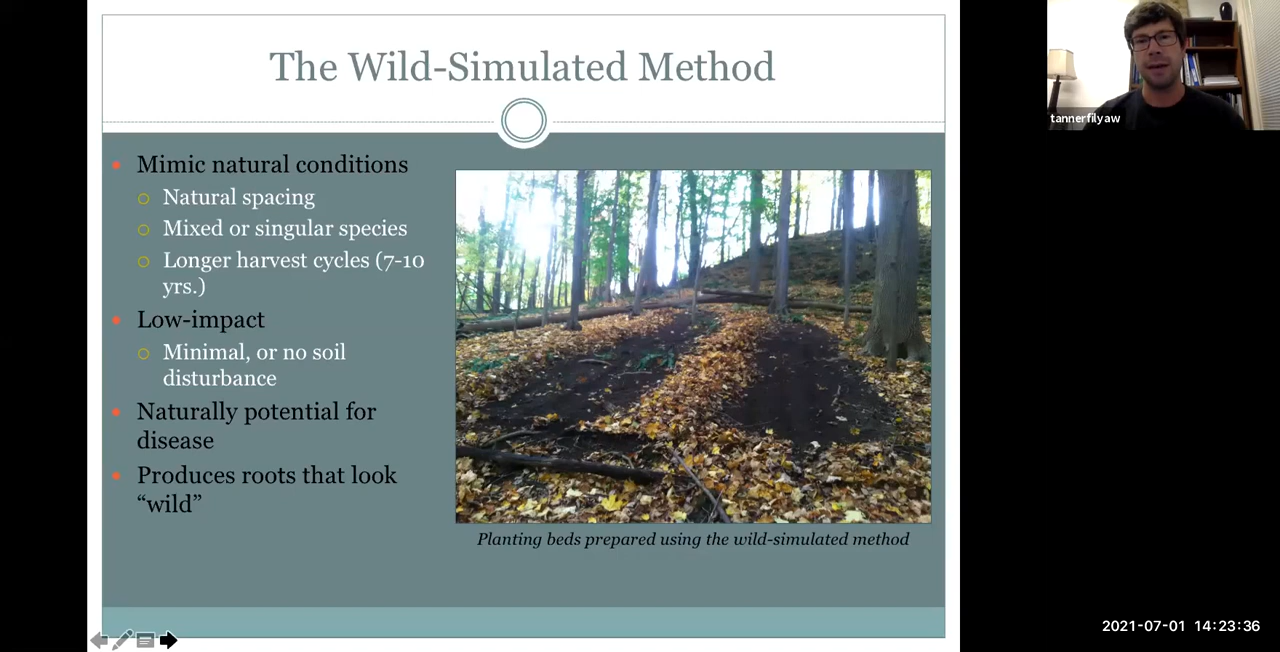 The Wild-Simulated Method
Mimic natural conditions
Natural spacing
Mixed or singular species
Longer harvest cycles (7-10
yrs.)
Low-impact
Minimal, or no soil
disturbance
Naturally potential for
disease
Produces roots that look
“wild”
Planting beds prepared using the wild-simulated method
tannerfilyaw
2021-07-01 14:23:36